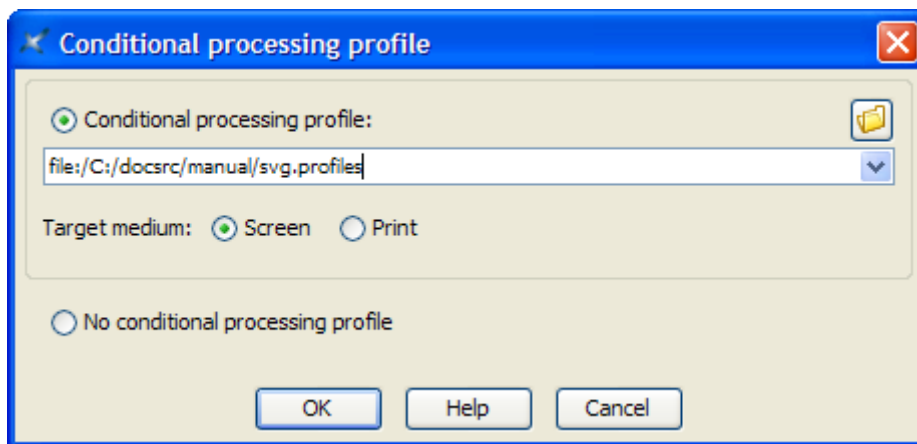 Conditional processing profile
Conditional processing profile:
file:/C:/docsrc/manual/svg.profiles
Target medium: Screen Print
No conditional processing profile
OK Help Cancel